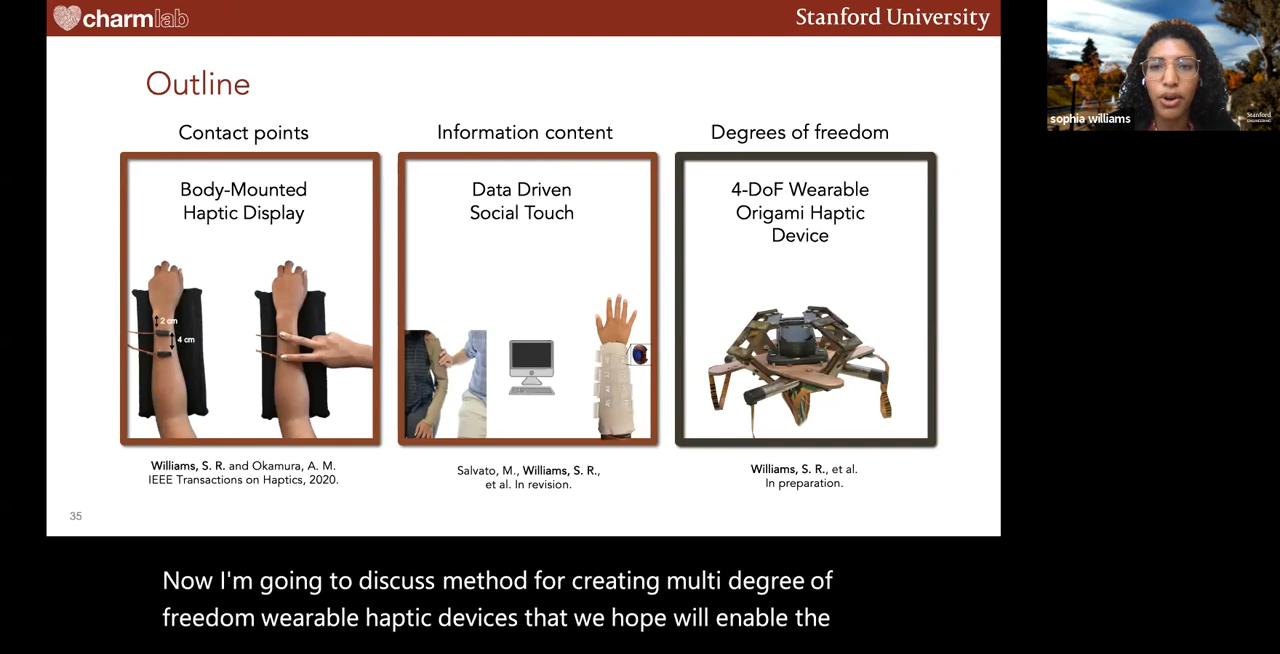 charmlab
Stanford University
Outline
Contact points
Information content
Degrees of freedom
Body-Mounted
Haptic Display
Data Driven
Social Touch
4-DoF Wearable
Origami Haptic
Device
2 cm
4 cm
Williams, S. R. and Okamura, A. M.
IEEE Transactions on Haptics, 2020.
Salvato, M., Williams, S. R.,
et al. In revision.
Williams, S. R., et al.
In preparation.
35
sophia williams
Stanford
ENGINEERING
Now I'm going to discuss method for creating multi degree of
freedom wearable haptic devices that we hope will enable the